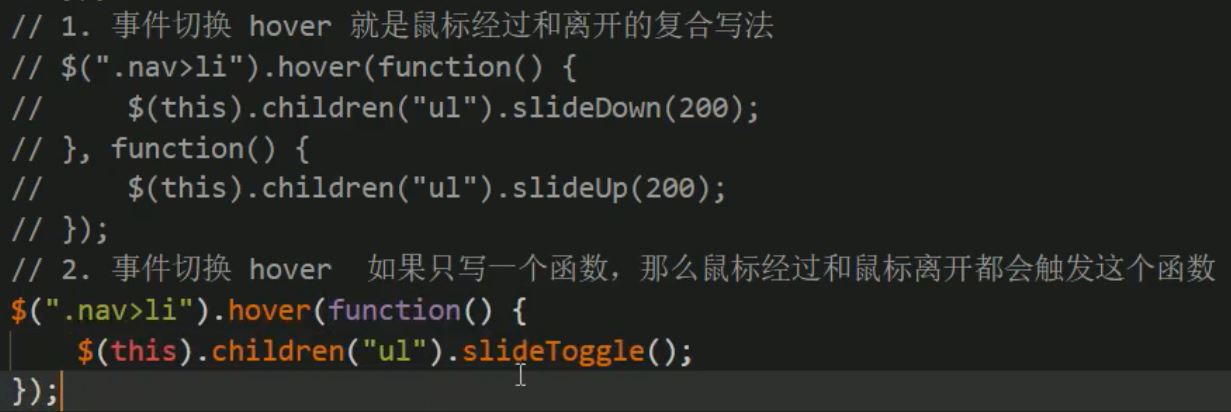 // 1. 事件切换 hover 就是鼠标经过和离开的复合写法
// $(".nav>li").hover(function() {
//     $(this).children("ul").slideDown(200);
// }, function() {
//     $(this).children("ul").slideUp(200);
// });
// 2. 事件切换 hover  如果只写一个函数，那么鼠标经过和鼠标离开都会触发这个函数
$(".nav>li").hover(function() {
    $(this).children("ul").slideToggle();
});